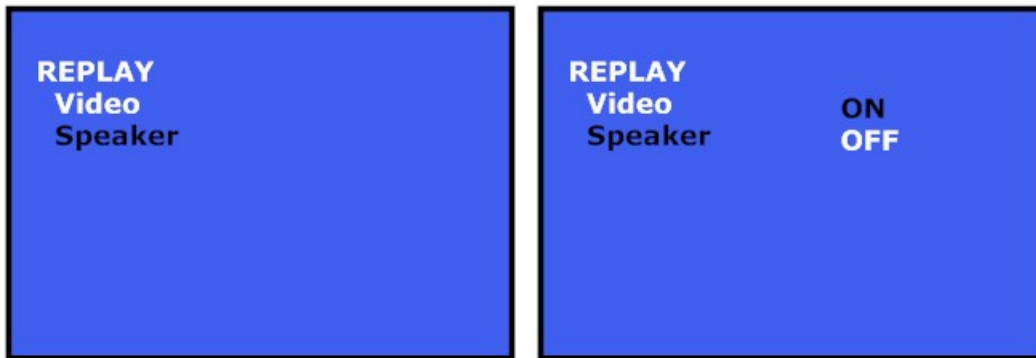 REPLAY
Video
Speaker
REPLAY
Video
Speaker
ON
OFF